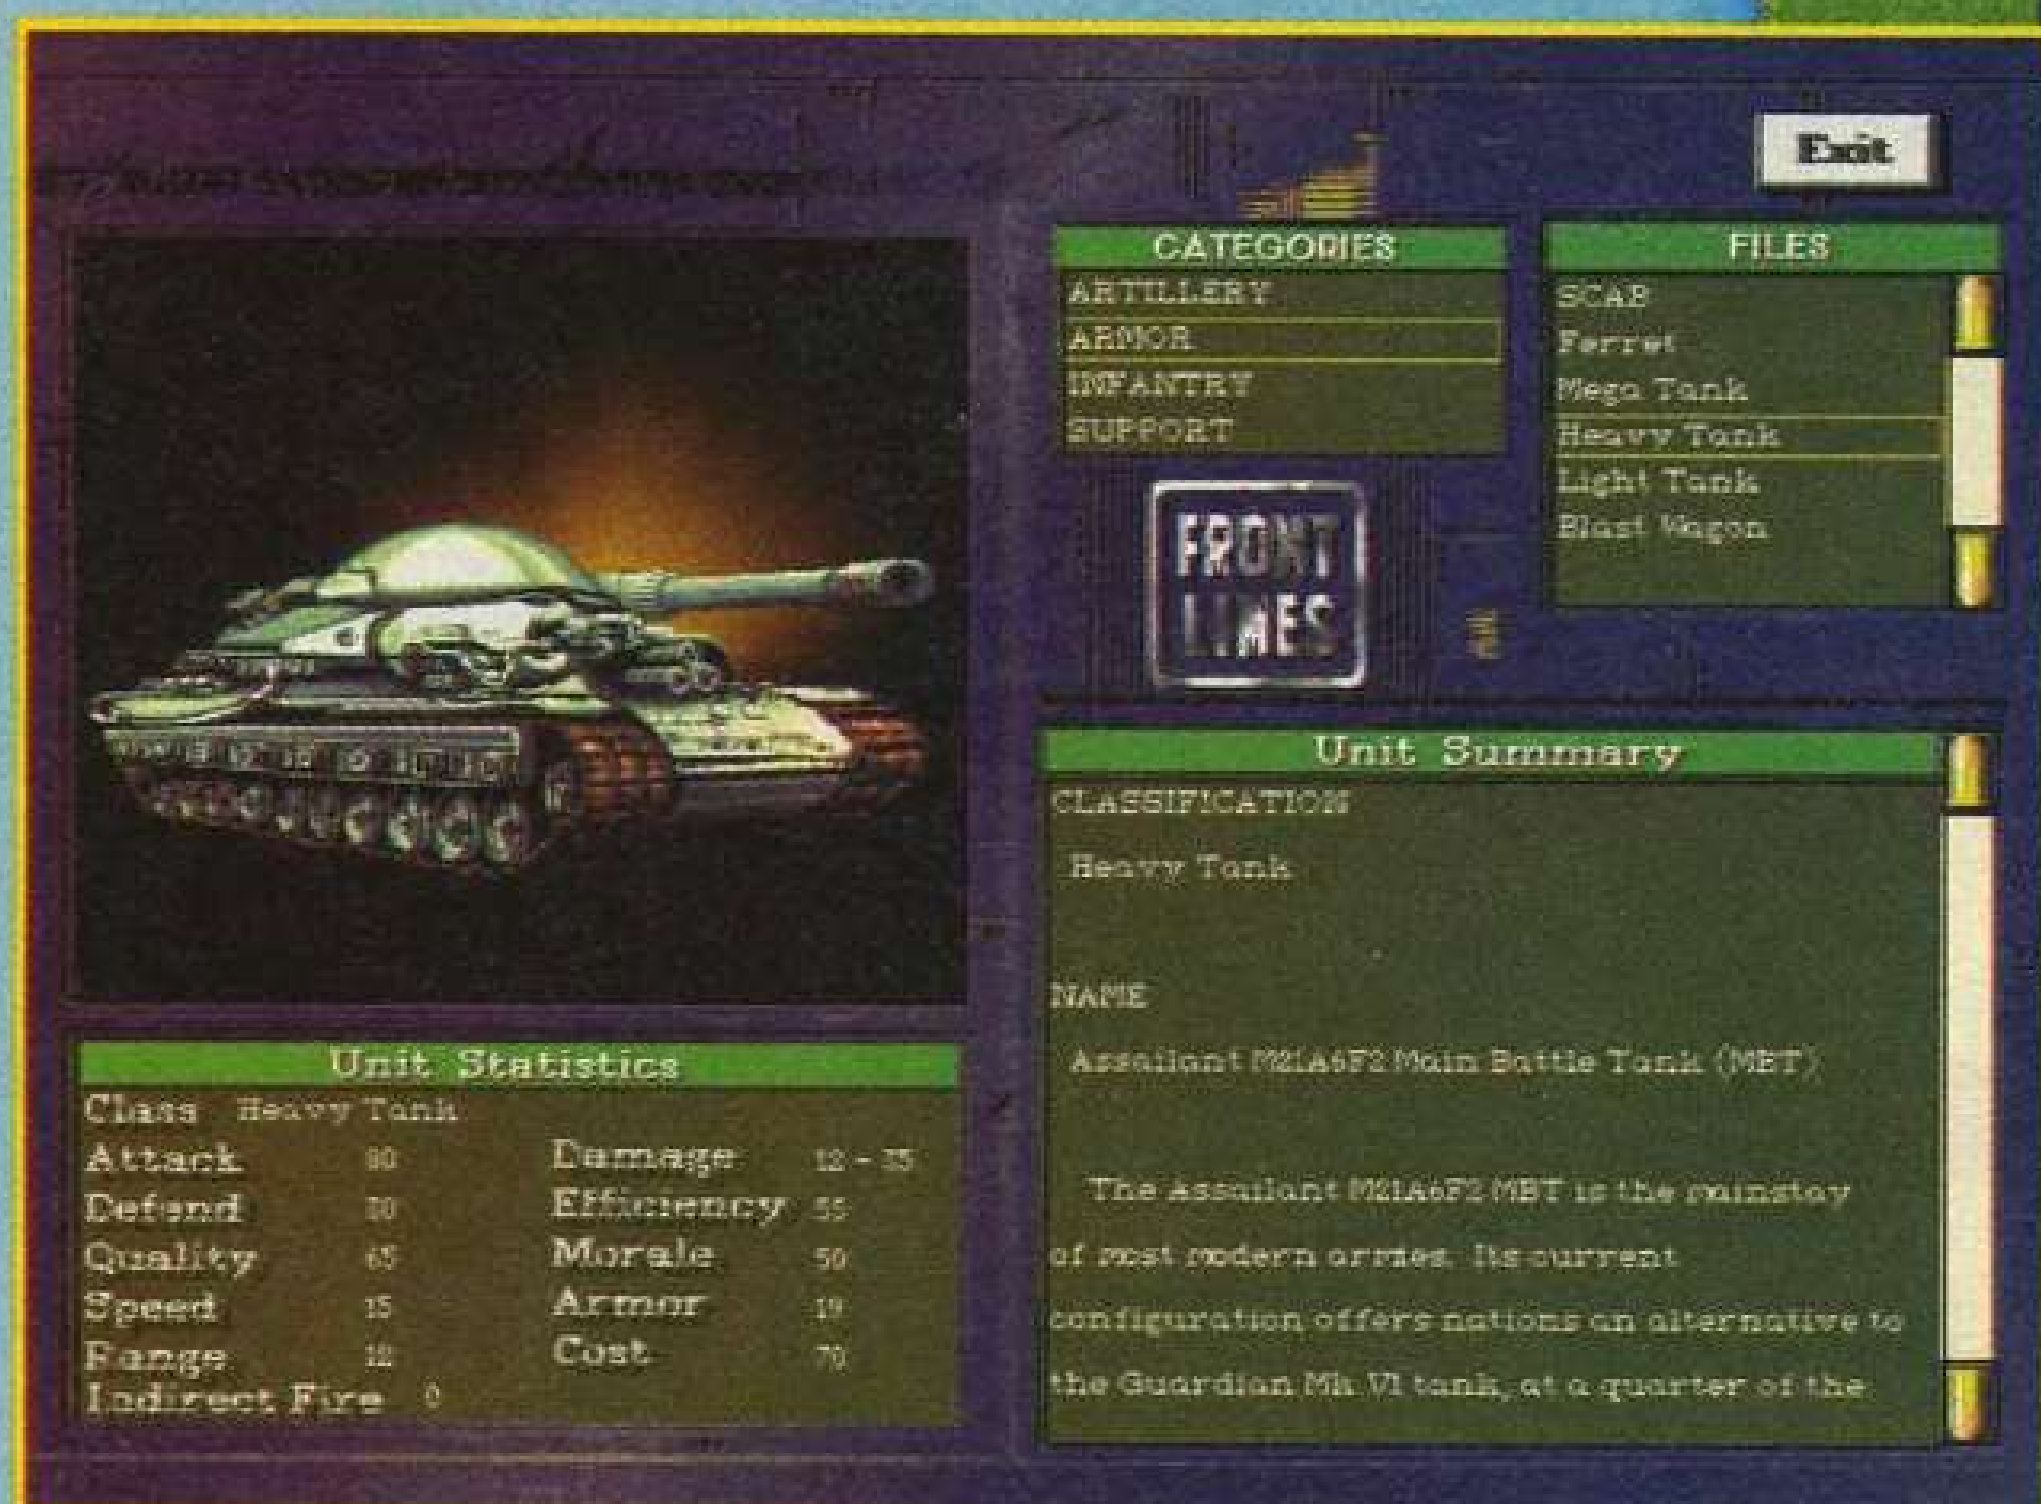 Exit
CATEGORIES
ARTILLERY
ARMOR
INFANTRY
SUPPORT
FILES
SCAB
Ferret
Mega Tank
Heavy Tank
Light Tank
Blast Wagon
FRONT
LINES
Unit Statistics
Class Heavy Tank
Attack
Damage 12 - 35
Defend
Efficiency 55
Quality 65
Morale 50
Speed 15
Armor 19
Range 12
Cost 70
Indirect Fire 0
Unit Summary
CLASSIFICATION
Heavy Tank
NAME
Assailant M21A6F2 Main Battle Tank (MBT)
The Assailant M21A6F2 MBT is the mainstay
of most modern armies. Its current
configuration offers nations an alternative to
the Guardian Mk VI tank, at a quarter of the